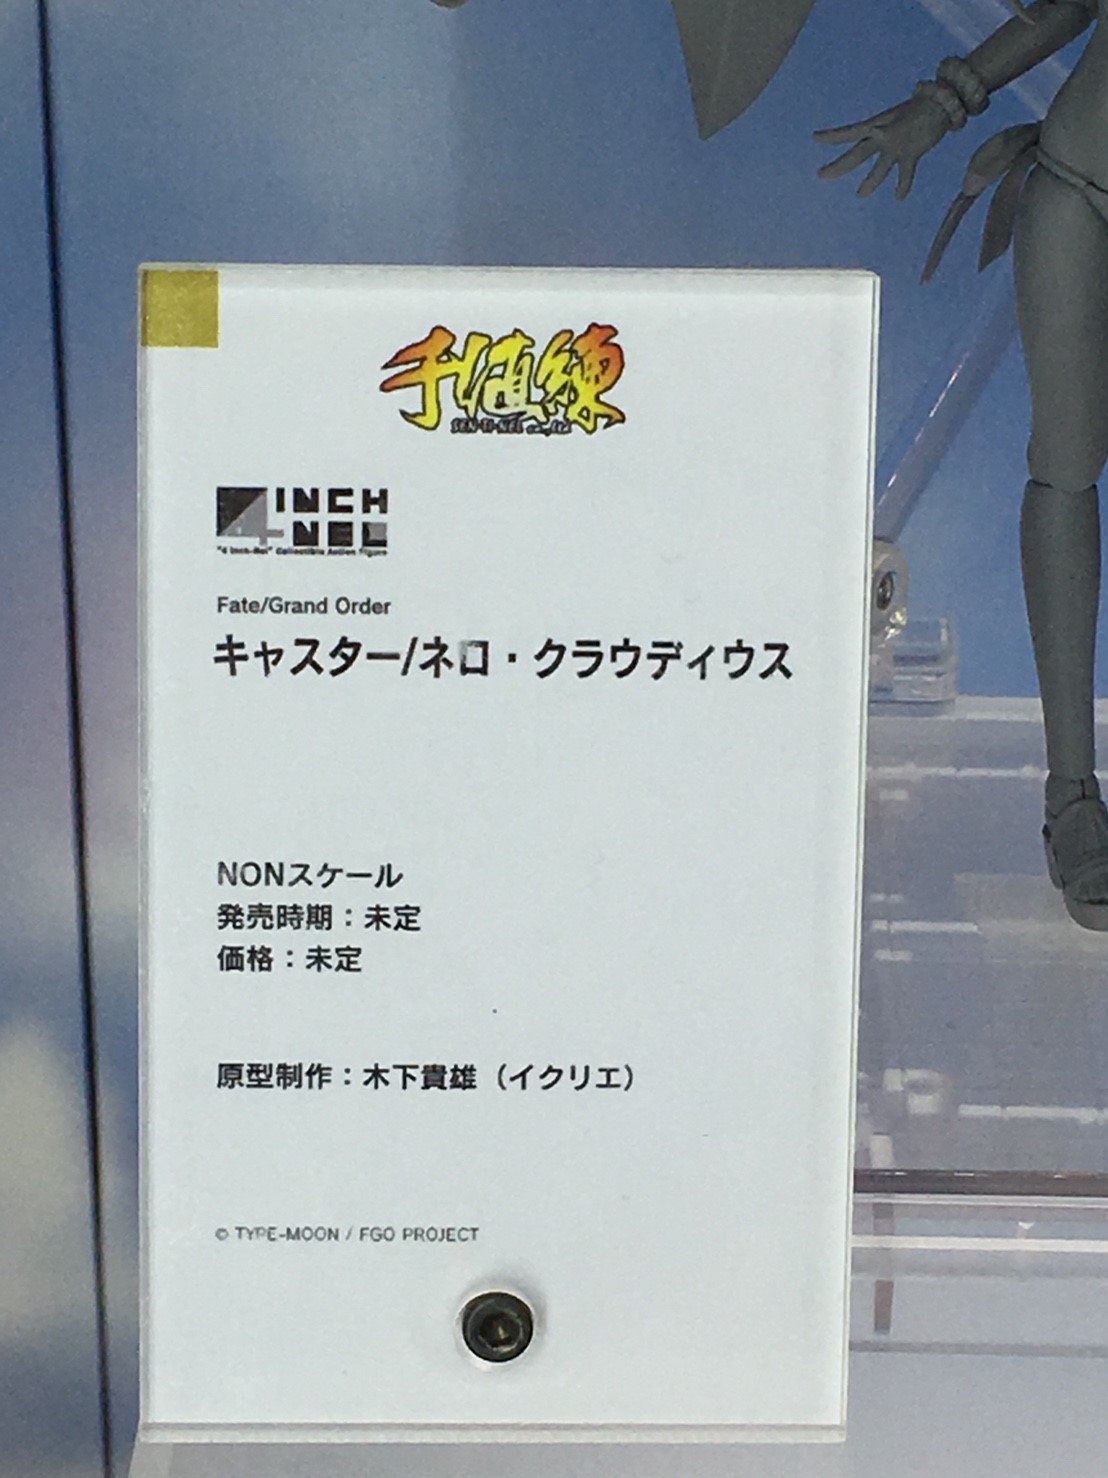 千値練
SEN-TI-NEL co.,ltd
4INCH
-NEL
"4 Inch-Nel" Collectible Action Figure
Fate/Grand Order
キャスター/ネロ・クラウディウス
NONスケール
発売時期：未定
価格：未定
原型制作：木下貴雄（イクリエ）
© TYPE-MOON / FGO PROJECT